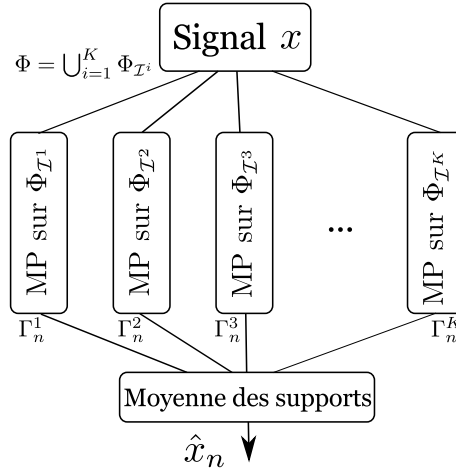 Signal x
Φ = ⋃_{i=1}^{K} Φ_{ℐ^i}
MP sur Φ_{ℐ^1}
MP sur Φ_{ℐ^2}
MP sur Φ_{ℐ^3}
...
MP sur Φ_{ℐ^K}
Γ_n^1
Γ_n^2
Γ_n^3
Γ_n^K
Moyenne des supports
x̂_n